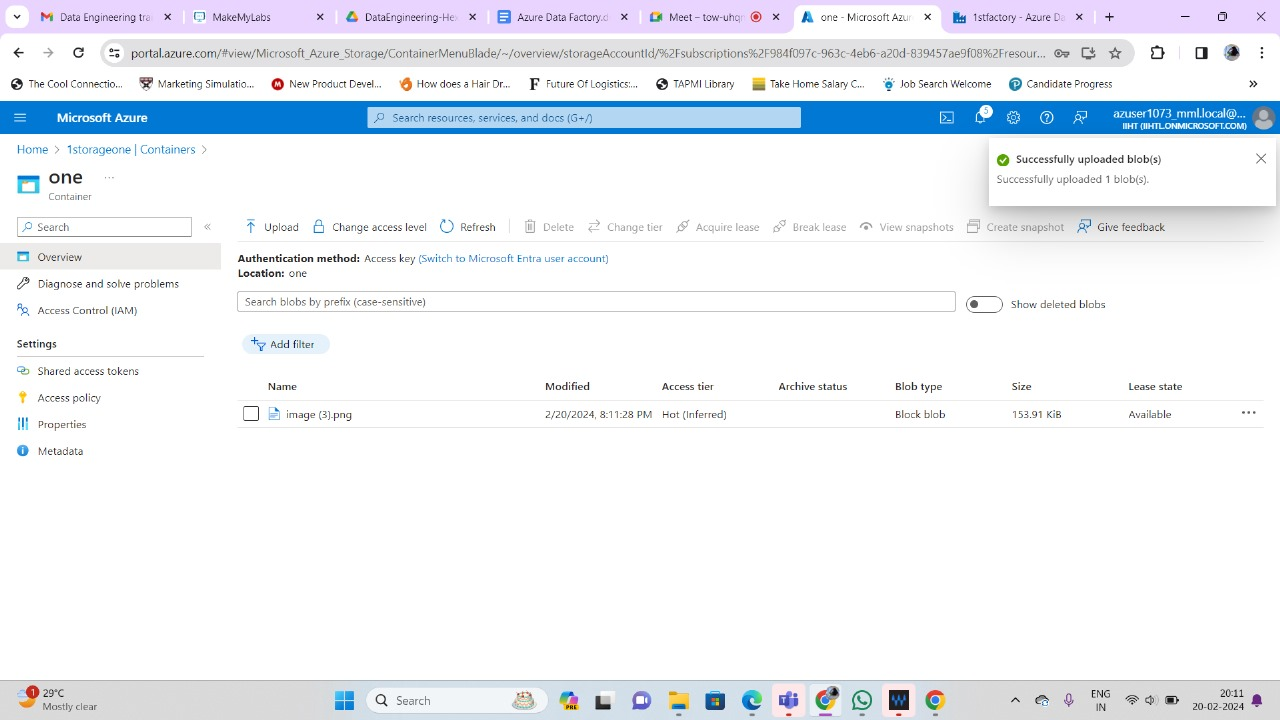 Data Engineering tra
MakeMyLabs
DataEngineering-Hex
Azure Data Factory.d
Meet – tow-uhqr
one - Microsoft Azur
1stfactory - Azure Da
portal.azure.com/#view/Microsoft_Azure_Storage/ContainerMenuBlade/~/overview/storageAccountId/%2Fsubscriptions%2F984f097c-963c-4eb6-a20d-839457ae9f08%2Fresour...
The Cool Connectio...
Marketing Simulatio...
New Product Devel...
How does a Hair Dr...
Future Of Logistics:...
TAPMI Library
Take Home Salary C...
Job Search Welcome
Candidate Progress
Microsoft Azure
Search resources, services, and docs (G+/)
5
azuser1073_mml.local@...
IIHT (IIHTL.ONMICROSOFT.COM)
Home > 1storageone | Containers >
Successfully uploaded blob(s)
Successfully uploaded 1 blob(s).
one ...
Container
Search
Upload Change access level Refresh Delete Change tier Acquire lease Break lease View snapshots Create snapshot Give feedback
Overview
Diagnose and solve problems
Access Control (IAM)
Settings
Shared access tokens
Access policy
Properties
Metadata
Authentication method: Access key (Switch to Microsoft Entra user account)
Location: one
Search blobs by prefix (case-sensitive)
Show deleted blobs
Add filter
Name Modified Access tier Archive status Blob type Size Lease state
image (3).png 2/20/2024, 8:11:28 PM Hot (Inferred) Block blob 153.91 KiB Available ...
1
29°C
Mostly clear
Search
PRE
ENG
IN
20:11
20-02-2024